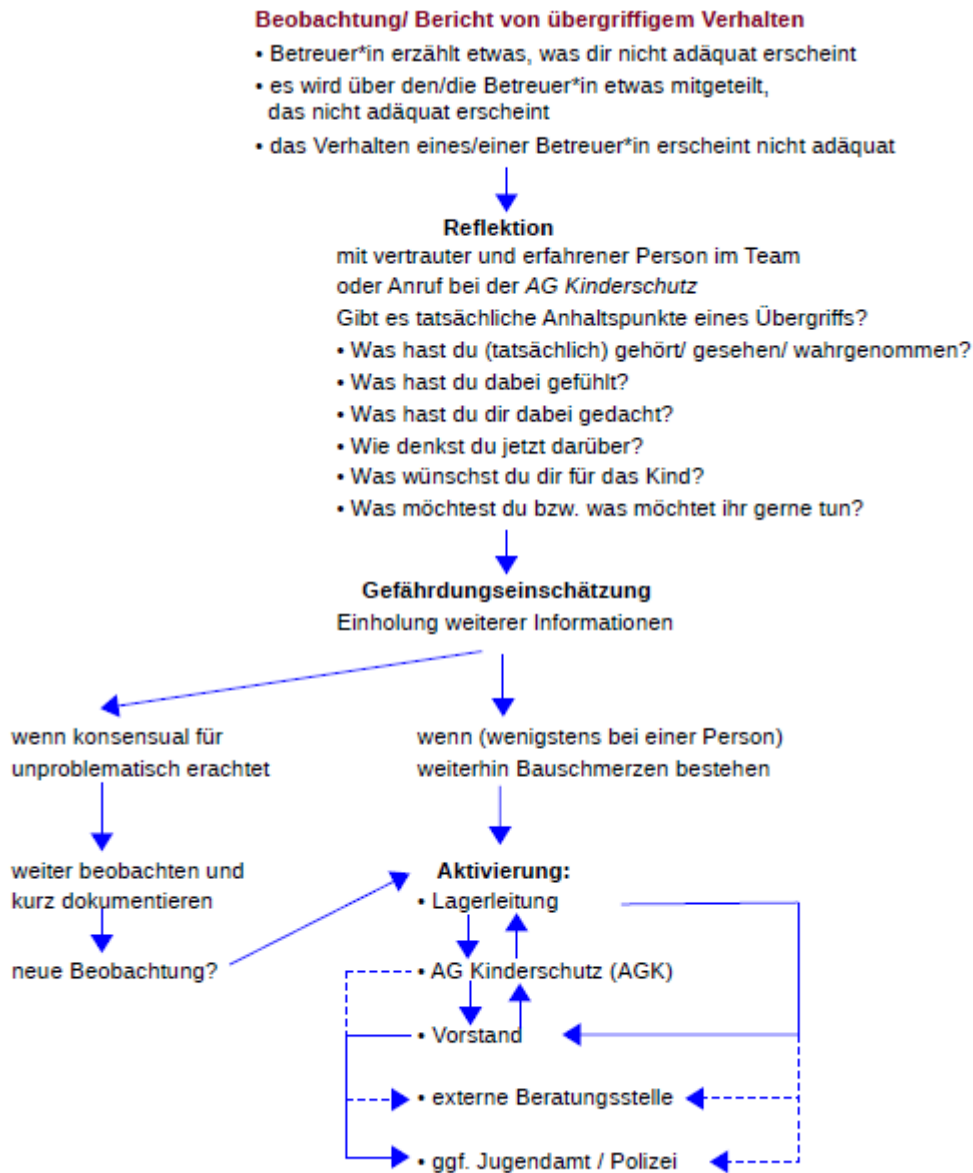 Beobachtung/ Bericht von übergriffigem Verhalten
• Betreuer*in erzählt etwas, was dir nicht adäquat erscheint
• es wird über den/die Betreuer*in etwas mitgeteilt,
das nicht adäquat erscheint
• das Verhalten eines/einer Betreuer*in erscheint nicht adäquat
Reflektion
mit vertrauter und erfahrener Person im Team
oder Anruf bei der AG Kinderschutz
Gibt es tatsächliche Anhaltspunkte eines Übergriffs?
• Was hast du (tatsächlich) gehört/ gesehen/ wahrgenommen?
• Was hast du dabei gefühlt?
• Was hast du dir dabei gedacht?
• Wie denkst du jetzt darüber?
• Was wünschst du dir für das Kind?
• Was möchtest du bzw. was möchtet ihr gerne tun?
Gefährdungseinschätzung
Einholung weiterer Informationen
wenn konsensual für
unproblematisch erachtet
weiter beobachten und
kurz dokumentieren
neue Beobachtung?
wenn (wenigstens bei einer Person)
weiterhin Bauschmerzen bestehen
Aktivierung:
• Lagerleitung
• AG Kinderschutz (AGK)
• Vorstand
• externe Beratungsstelle
• ggf. Jugendamt / Polizei